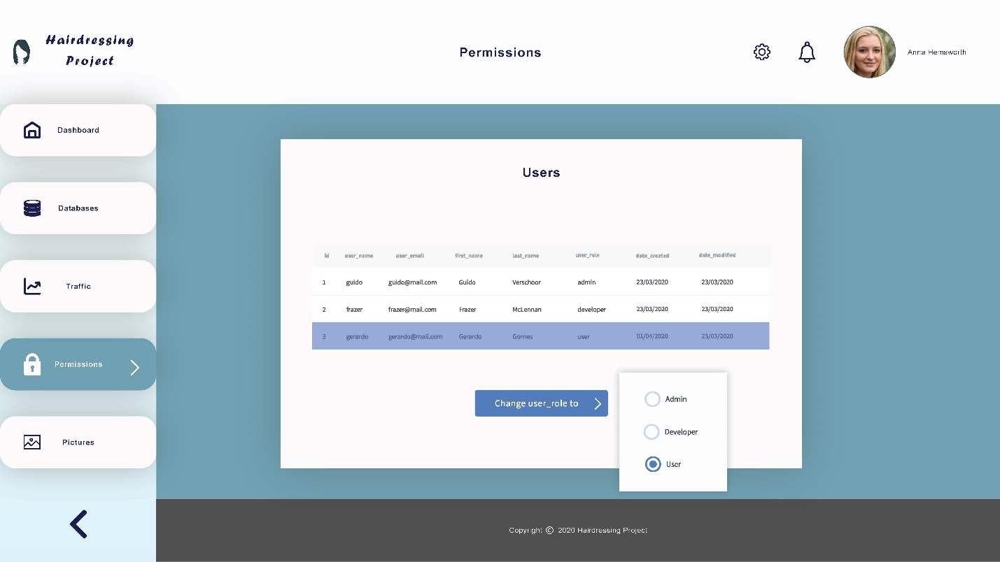 Hairdressing
Project
Permissions
Anna Hemsworth
Dashboard
Databases
Traffic
Permissions
Pictures
Users
id user_name user_email first_name last_name user_role date_created date_modified
1 guido guido@mail.com Guido Verschoor admin 23/03/2020 23/03/2020
2 frazer frazer@mail.com Frazer McLennan developer 23/03/2020 23/03/2020
3 gerardo gerardo@mail.com Gerardo Gomes user 01/04/2020 23/03/2020
Change user_role to
Admin
Developer
User
Copyright © 2020 Hairdressing Project